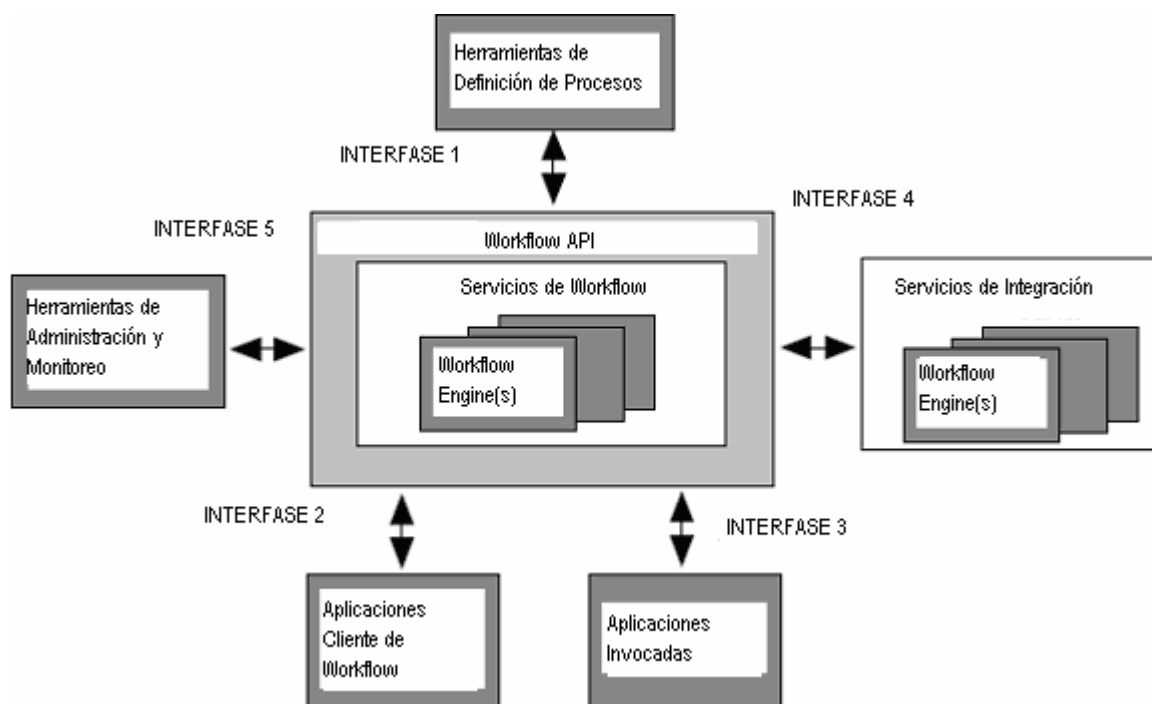 Herramientas de
Definición de Procesos
INTERFASE 1
INTERFASE 4
INTERFASE 5
Workflow API
Servicios de Workflow
Workflow
Engine(s)
Herramientas de
Administración y
Monitoreo
Servicios de Integración
Workflow
Engine(s)
INTERFASE 2
INTERFASE 3
Aplicaciones
Cliente de
Workflow
Aplicaciones
Invocadas